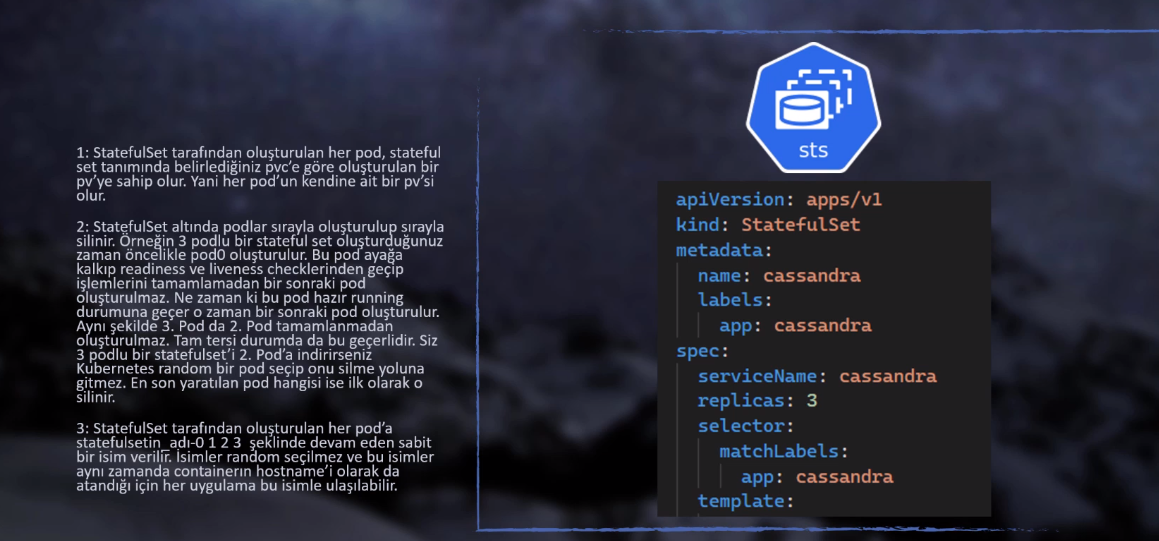 1: StatefulSet tarafından oluşturulan her pod, stateful
set tanımında belirlediğiniz pvc'e göre oluşturulan bir
pv'ye sahip olur. Yani her pod'un kendine ait bir pv'si
olur.
2: StatefulSet altında podlar sırayla oluşturulup sırayla
silinir. Örneğin 3 podlu bir stateful set oluşturduğunuz
zaman öncelikle pod0 oluşturulur. Bu pod ayağa
kalkıp readiness ve liveness checklerinden geçip
işlemlerini tamamlamadan bir sonraki pod
oluşturulmaz. Ne zaman ki bu pod hazır running
durumuna geçer o zaman bir sonraki pod oluşturulur.
Aynı şekilde 3. Pod da 2. Pod tamamlanmadan
oluşturulmaz. Tam tersi durumda da bu geçerlidir. Siz
3 podlu bir statefulset'i 2. Pod'a indirirseniz
Kubernetes random bir pod seçip onu silme yoluna
gitmez. En son yaratılan pod hangisi ise ilk olarak o
silinir.
3: StatefulSet tarafından oluşturulan her pod'a
statefulsetin_adı-0 1 2 3 şeklinde devam eden sabit
bir isim verilir. İsimler random seçilmez ve bu isimler
aynı zamanda containerın hostname'i olarak da
atandığı için her uygulama bu isimle ulaşılabilir.
sts
apiVersion: apps/v1
kind: StatefulSet
metadata:
name: cassandra
labels:
app: cassandra
spec:
serviceName: cassandra
replicas: 3
selector:
matchLabels:
app: cassandra
template: